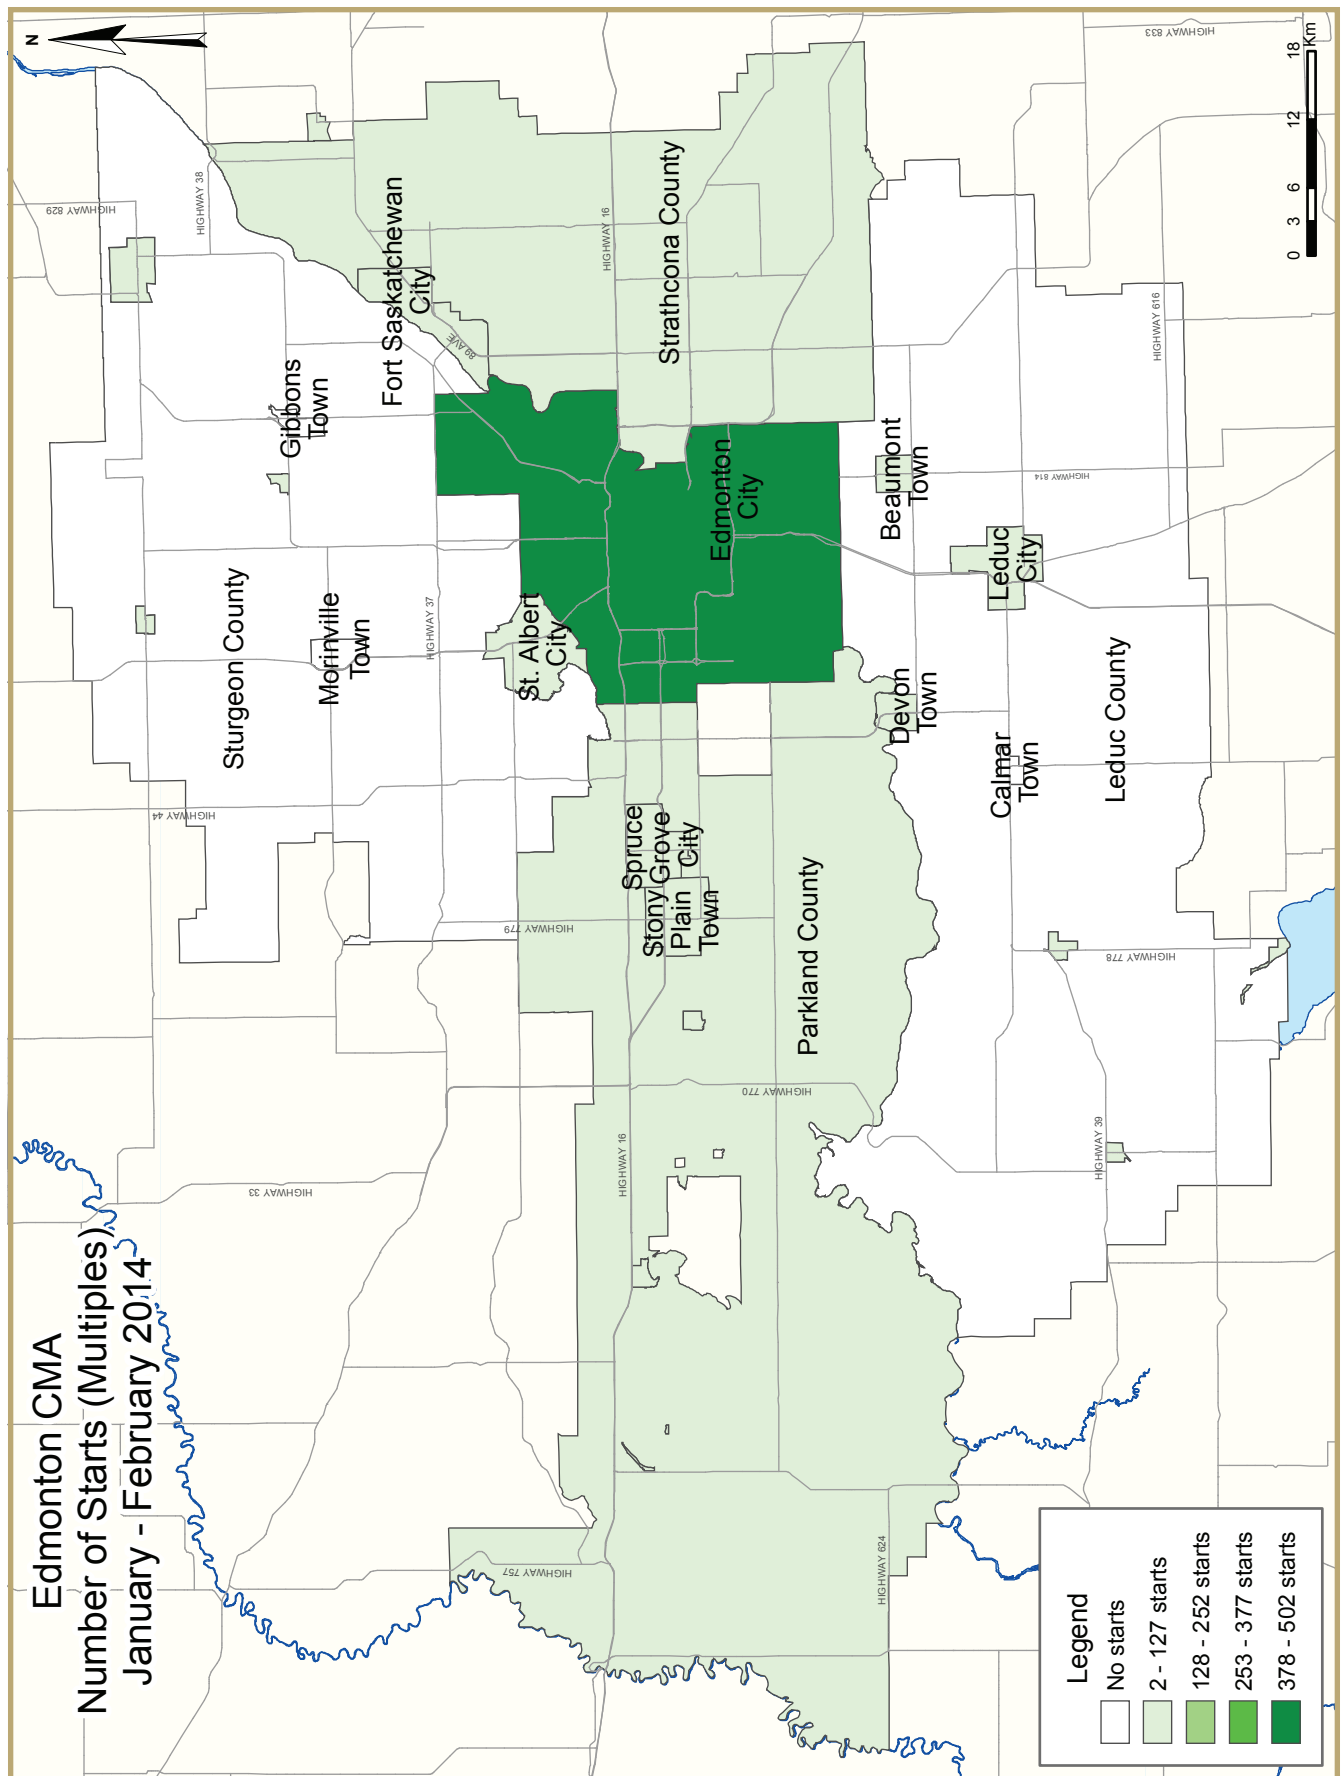 Edmonton CMA
Number of Starts (Multiples)
January - February 2014
N
HIGHWAY 829
HIGHWAY 38
HIGHWAY 833
HIGHWAY 44
Sturgeon County
Gibbons
Town
Morinville
Town
HIGHWAY 37
Fort Saskatchewan
City
89 AVE
HIGHWAY 33
HIGHWAY 779
St. Albert
City
HIGHWAY 16
HIGHWAY 757
HIGHWAY 16
Spruce
Grove
City
Stony
Plain
Town
Edmonton
City
Strathcona County
HIGHWAY 770
Parkland County
HIGHWAY 624
Devon
Town
Beaumont
Town
Calmar
Town
Leduc
City
HIGHWAY 814
HIGHWAY 39
HIGHWAY 778
Leduc County
HIGHWAY 616
Legend
No starts
2 - 127 starts
128 - 252 starts
253 - 377 starts
378 - 502 starts
0 3 6 12 18
Km